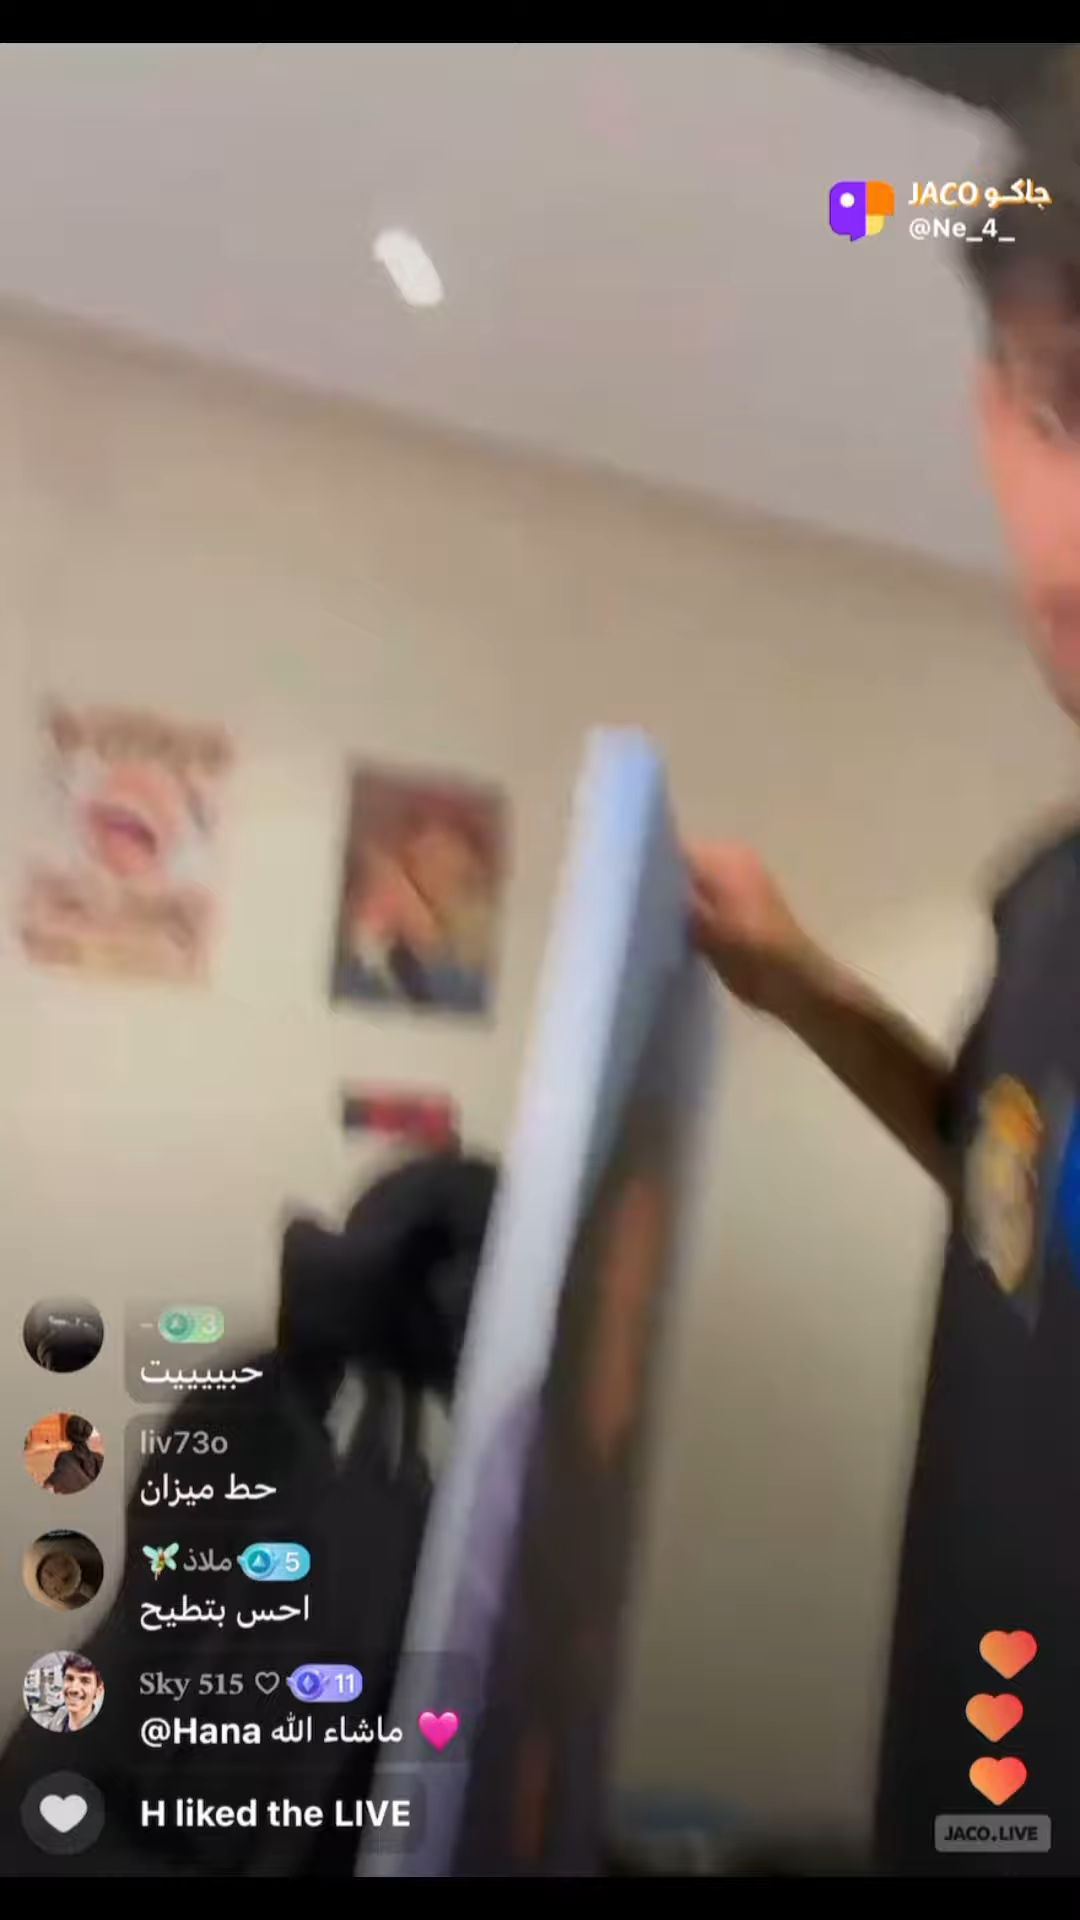 JACO جاكو
@Ne_4_
- 3
حبيبييت
liv73o
حط ميزان
ملاذ 5
احس بتطيح
Sky 515 ♡ 11
@Hana ماشاء الله 💗
H liked the LIVE
JACO.LIVE